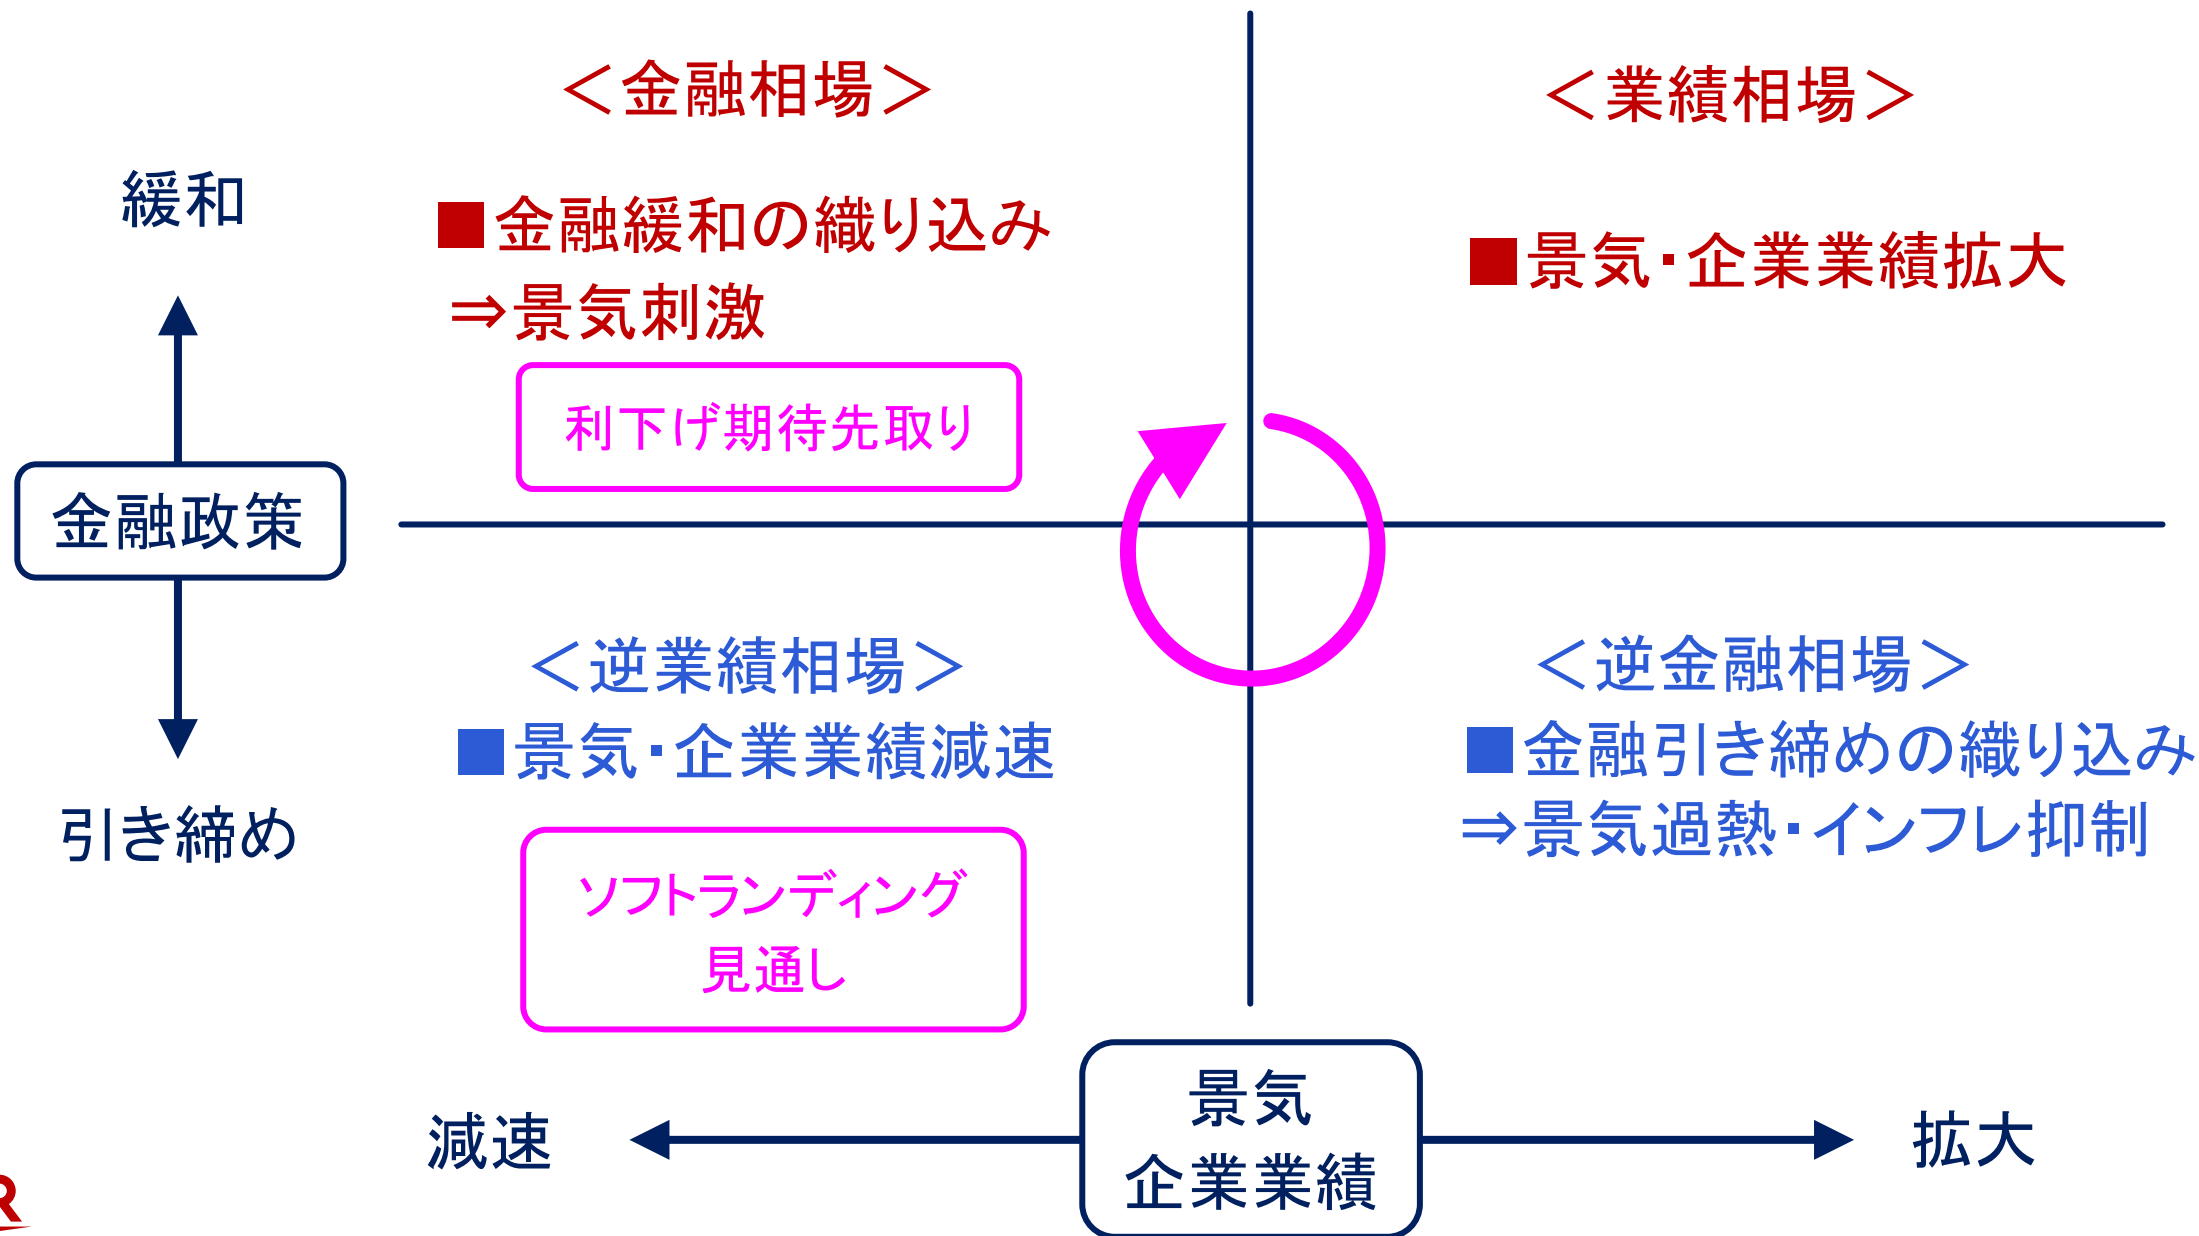 ＜金融相場＞
■金融緩和の織り込み
⇒景気刺激
利下げ期待先取り
＜業績相場＞
■景気・企業業績拡大
緩和
金融政策
引き締め
＜逆業績相場＞
■景気・企業業績減速
ソフトランディング
見通し
＜逆金融相場＞
■金融引き締めの織り込み
⇒景気過熱・インフレ抑制
減速
景気
企業業績
拡大
R